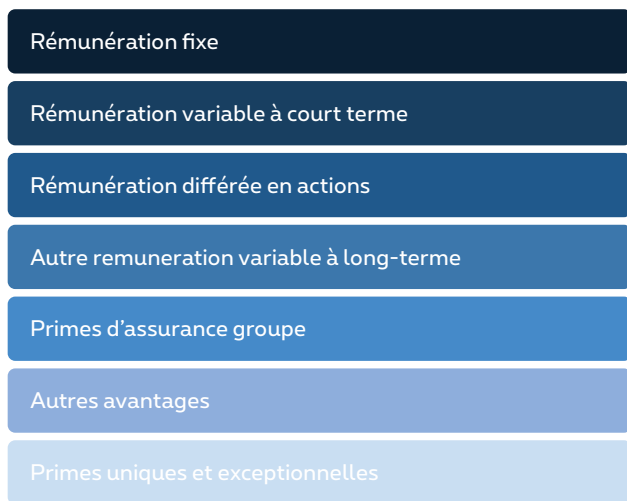 Rémunération fixe
Rémunération variable à court terme
Rémunération différée en actions
Autre remuneration variable à long-terme
Primes d’assurance groupe
Autres avantages
Primes uniques et exceptionnelles